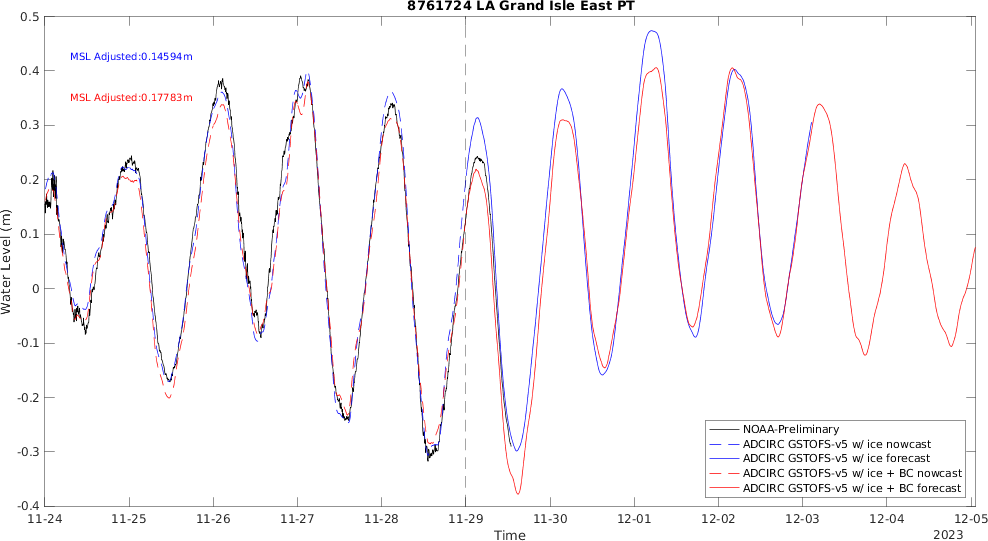 8761724 LA Grand Isle East PT
MSL Adjusted:0.14594m
MSL Adjusted:0.17783m
Water Level (m)
0.5
0.4
0.3
0.2
0.1
0
-0.1
-0.2
-0.3
-0.4
NOAA-Preliminary
ADCIRC GSTOFS-v5 w/ ice nowcast
ADCIRC GSTOFS-v5 w/ ice forecast
ADCIRC GSTOFS-v5 w/ ice + BC nowcast
ADCIRC GSTOFS-v5 w/ ice + BC forecast
11-24 11-25 11-26 11-27 11-28 11-29 11-30 12-01 12-02 12-03 12-04 12-05
Time
2023